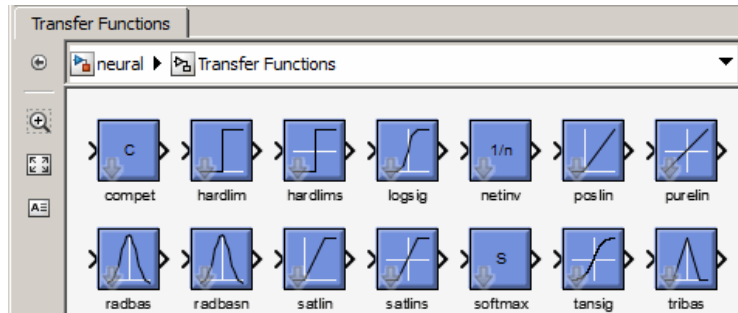 Transfer Functions
neural Transfer Functions
C 1/n
compet hardlim hardlims logsig netinv poslin purelin
S
radbas radbasn satlin satlins softmax tansig tribas